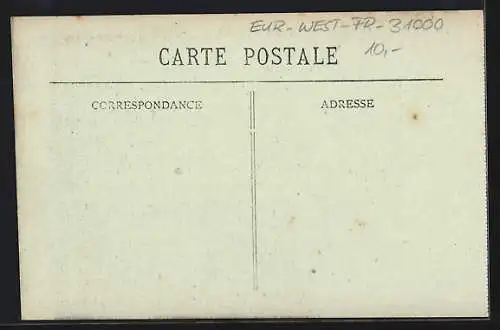 EUR-WEST-FR-31000
CARTE POSTALE
10,-
CORRESPONDANCE
ADRESSE